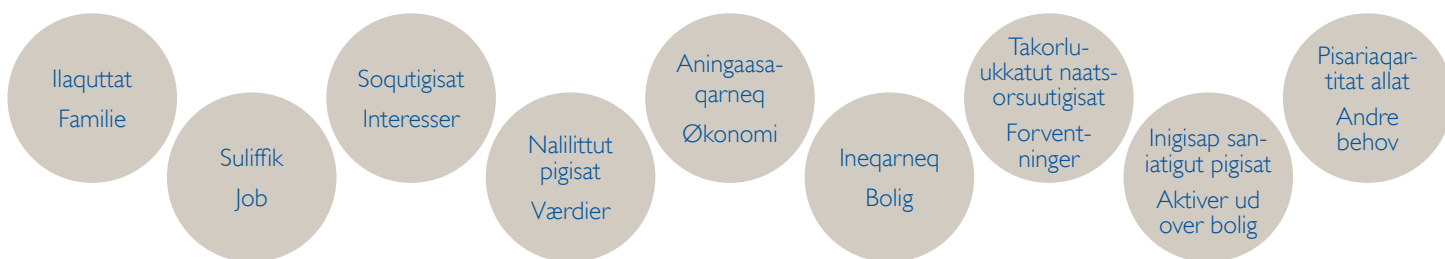 Ilaquttat
Familie
Suliffik
Job
Soqutigisat
Interesser
Nalilittut
pigisat
Værdier
Aningaasa-
qarneq
Økonomi
Ineqarneq
Bolig
Takorlu-
ukkatut naats-
orsuutigisat
Forvent-
ninger
Inigisap san-
iatigut pigisat
Aktiver ud
over bolig
Pisariaqar-
titat allat
Andre
behov